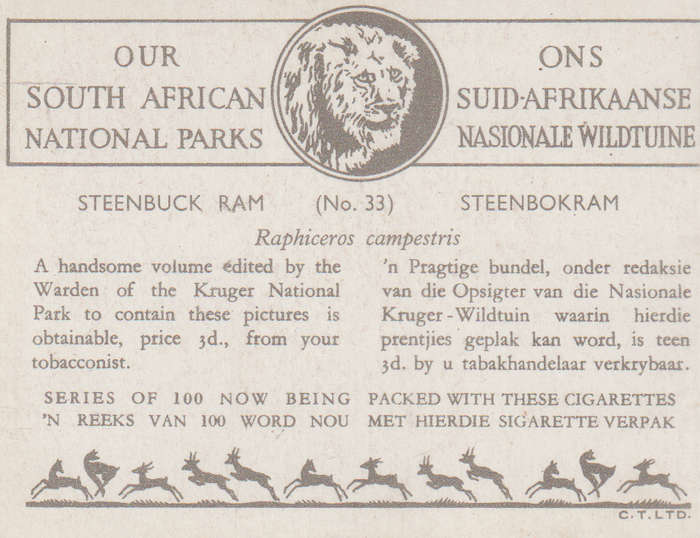 OUR
SOUTH AFRICAN
NATIONAL PARKS
ONS
SUID-AFRIKAANSE
NASIONALE WILDTUINE
STEENBUCK RAM (No. 33) STEENBOKRAM
Raphiceros campestris
A handsome volume edited by the
Warden of the Kruger National
Park to contain these pictures is
obtainable, price 3d., from your
tobacconist.
'n Pragtige bundel, onder redaksie
van die Opsigter van die Nasionale
Kruger-Wildtuin waarin hierdie
prentjies geplak kan word, is teen
3d. by u tabakhandelaar verkrybaar.
SERIES OF 100 NOW BEING PACKED WITH THESE CIGARETTES
'N REEKS VAN 100 WORD NOU MET HIERDIE SIGARETTE VERPAK
C.T. LTD.